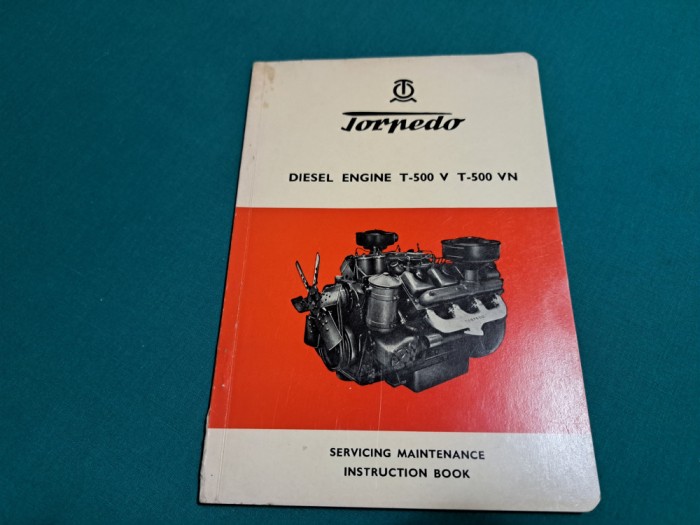 Torpedo
DIESEL ENGINE T-500 V T-500 VN
SERVICING MAINTENANCE
INSTRUCTION BOOK